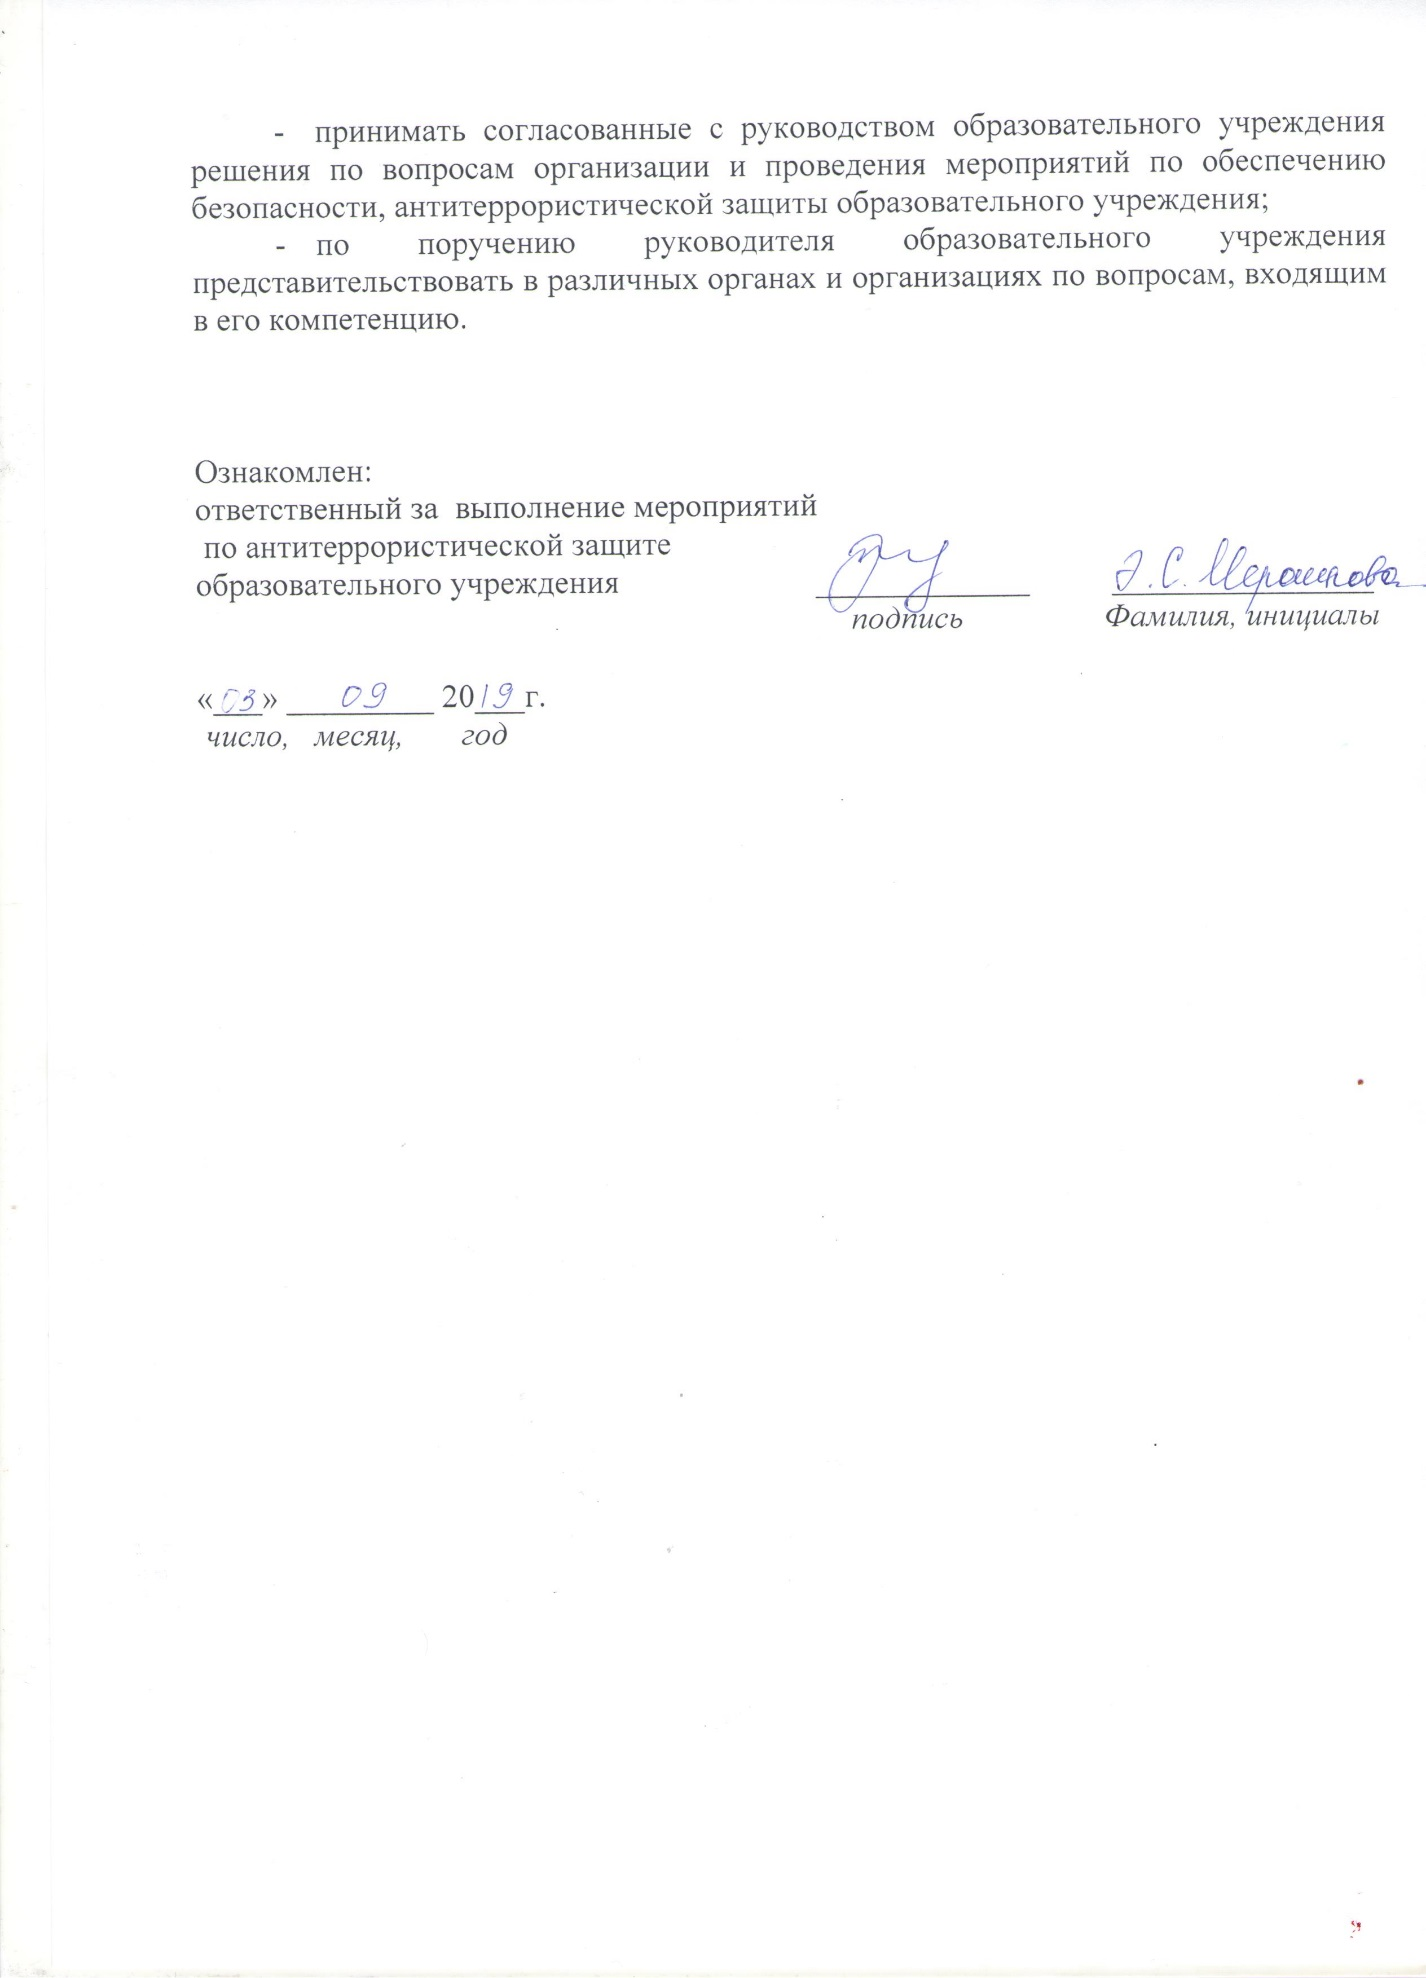 - принимать согласованные с руководством образовательного учреждения
решения по вопросам организации и проведения мероприятий по обеспечению
безопасности, антитеррористической защиты образовательного учреждения;
- по поручению руководителя образовательного учреждения
представительствовать в различных органах и организациях по вопросам, входящим
в его компетенцию.
Ознакомлен:
ответственный за выполнение мероприятий
по антитеррористической защите
образовательного учреждения
подпись Фамилия, инициалы
«03» 09 2019 г.
число, месяц, год